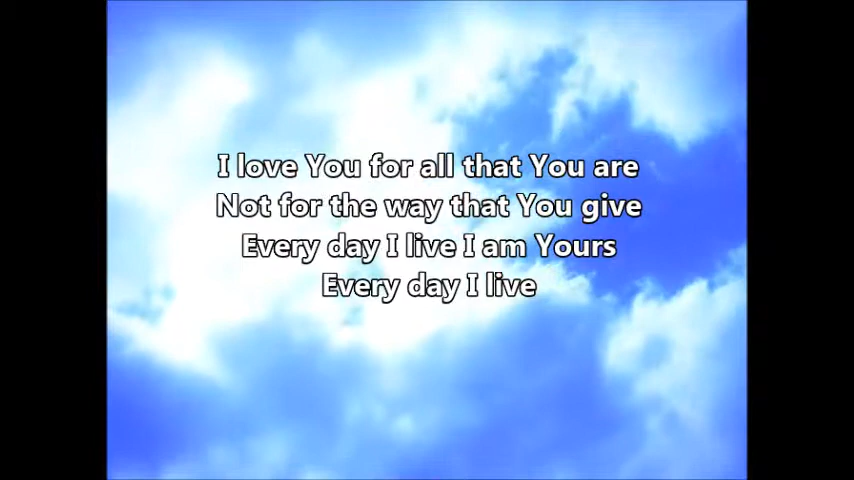 I love You for all that You are
Not for the way that You give
Every day I live I am Yours
Every day I live